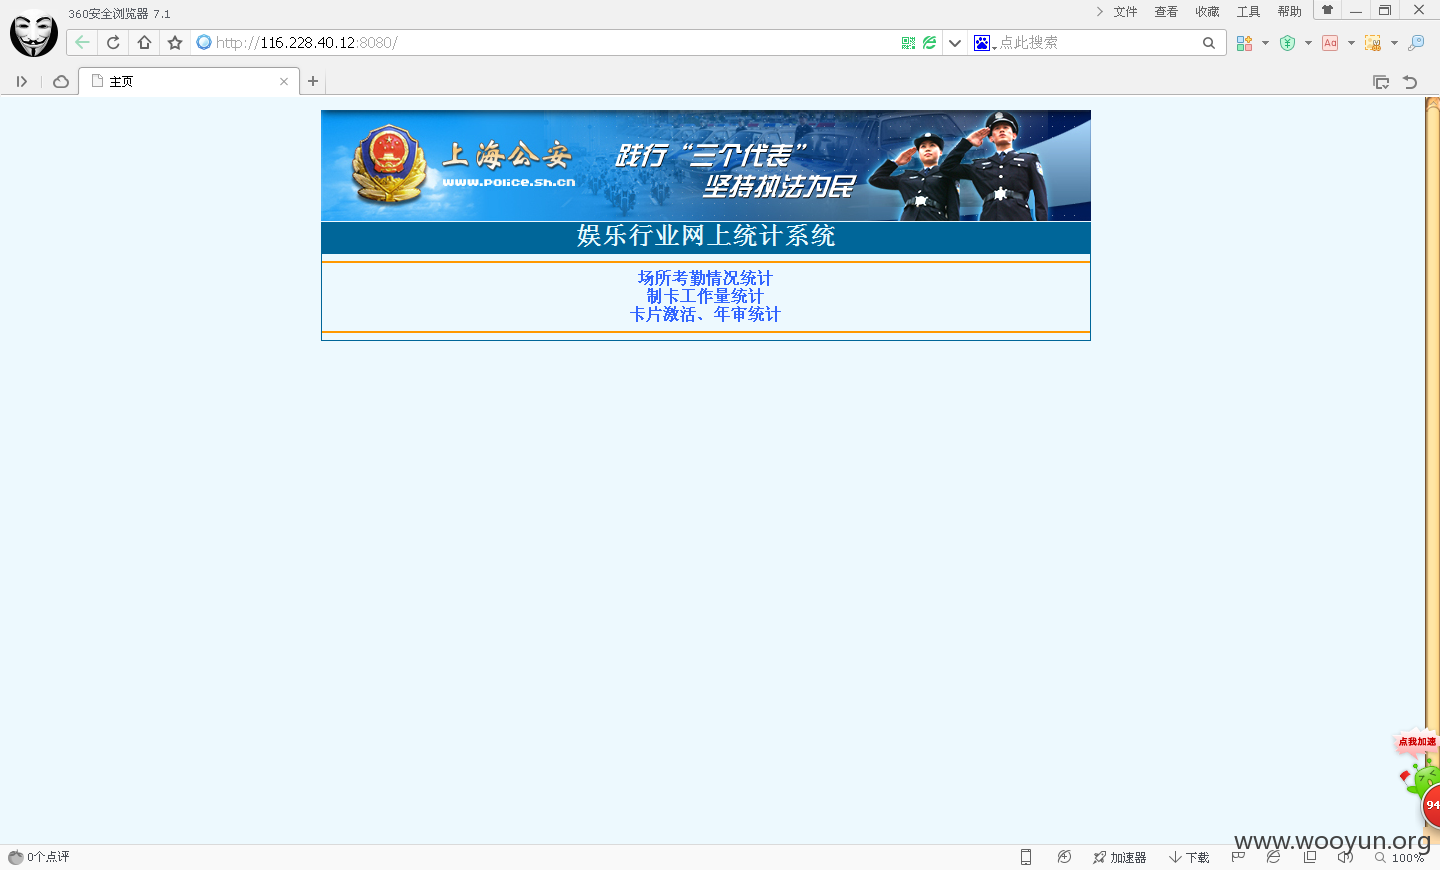 360安全浏览器 7.1
文件 查看 收藏 工具 帮助
http://116.228.40.12:8080/
点此搜索
主页
上海公安
www.police.sh.cn
践行“三个代表”
坚持执法为民
娱乐行业网上统计系统
场所考勤情况统计
制卡工作量统计
卡片激活、年审统计
点我加速
94
www.wooyun.org
0个点评
加速器 下载 100%